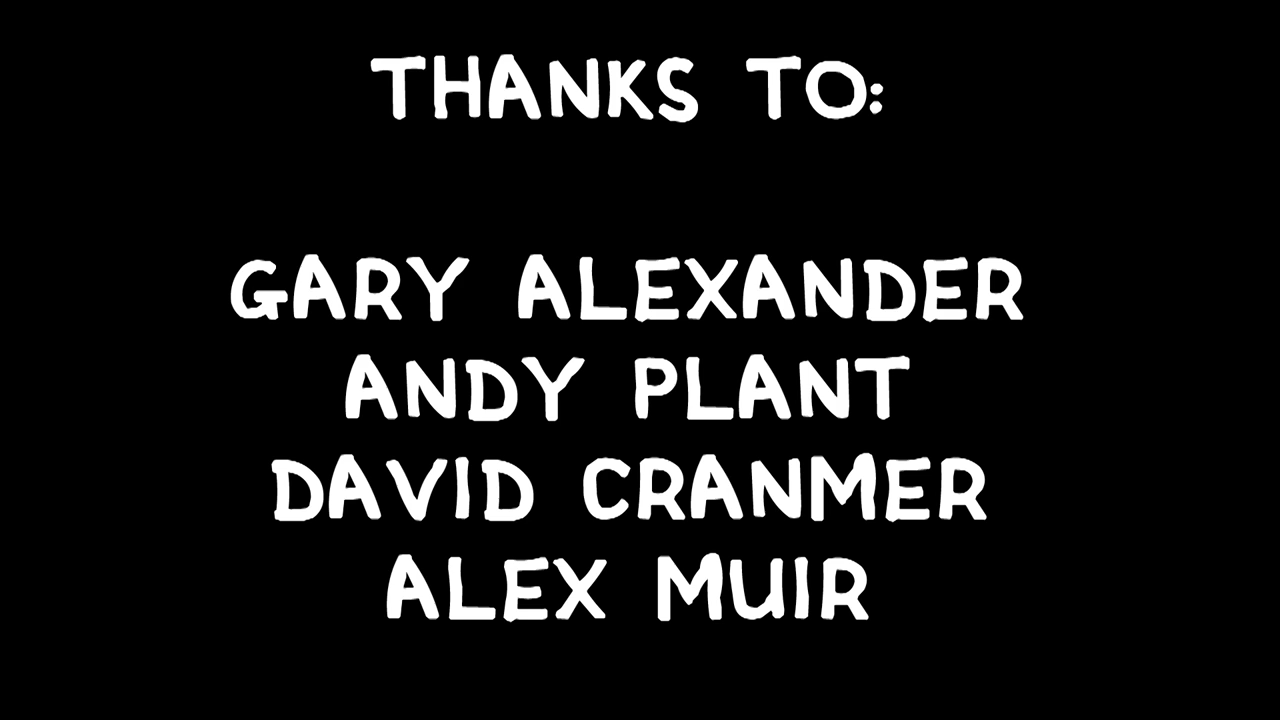 THANKS TO:
GARY ALEXANDER
ANDY PLANT
DAVID CRANMER
ALEX MUIR